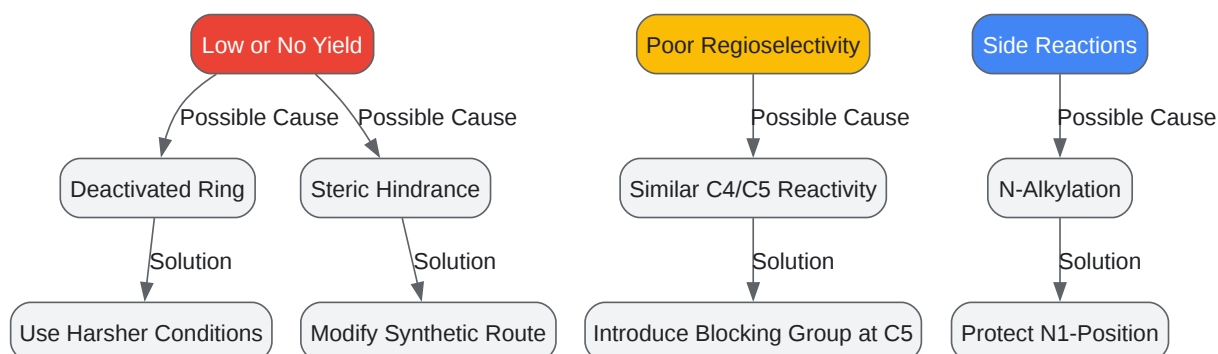 Low or No Yield
Poor Regioselectivity
Side Reactions
Possible Cause
Possible Cause
Possible Cause
Possible Cause
Deactivated Ring
Steric Hindrance
Similar C4/C5 Reactivity
N-Alkylation
Solution
Solution
Solution
Solution
Use Harsher Conditions
Modify Synthetic Route
Introduce Blocking Group at C5
Protect N1-Position